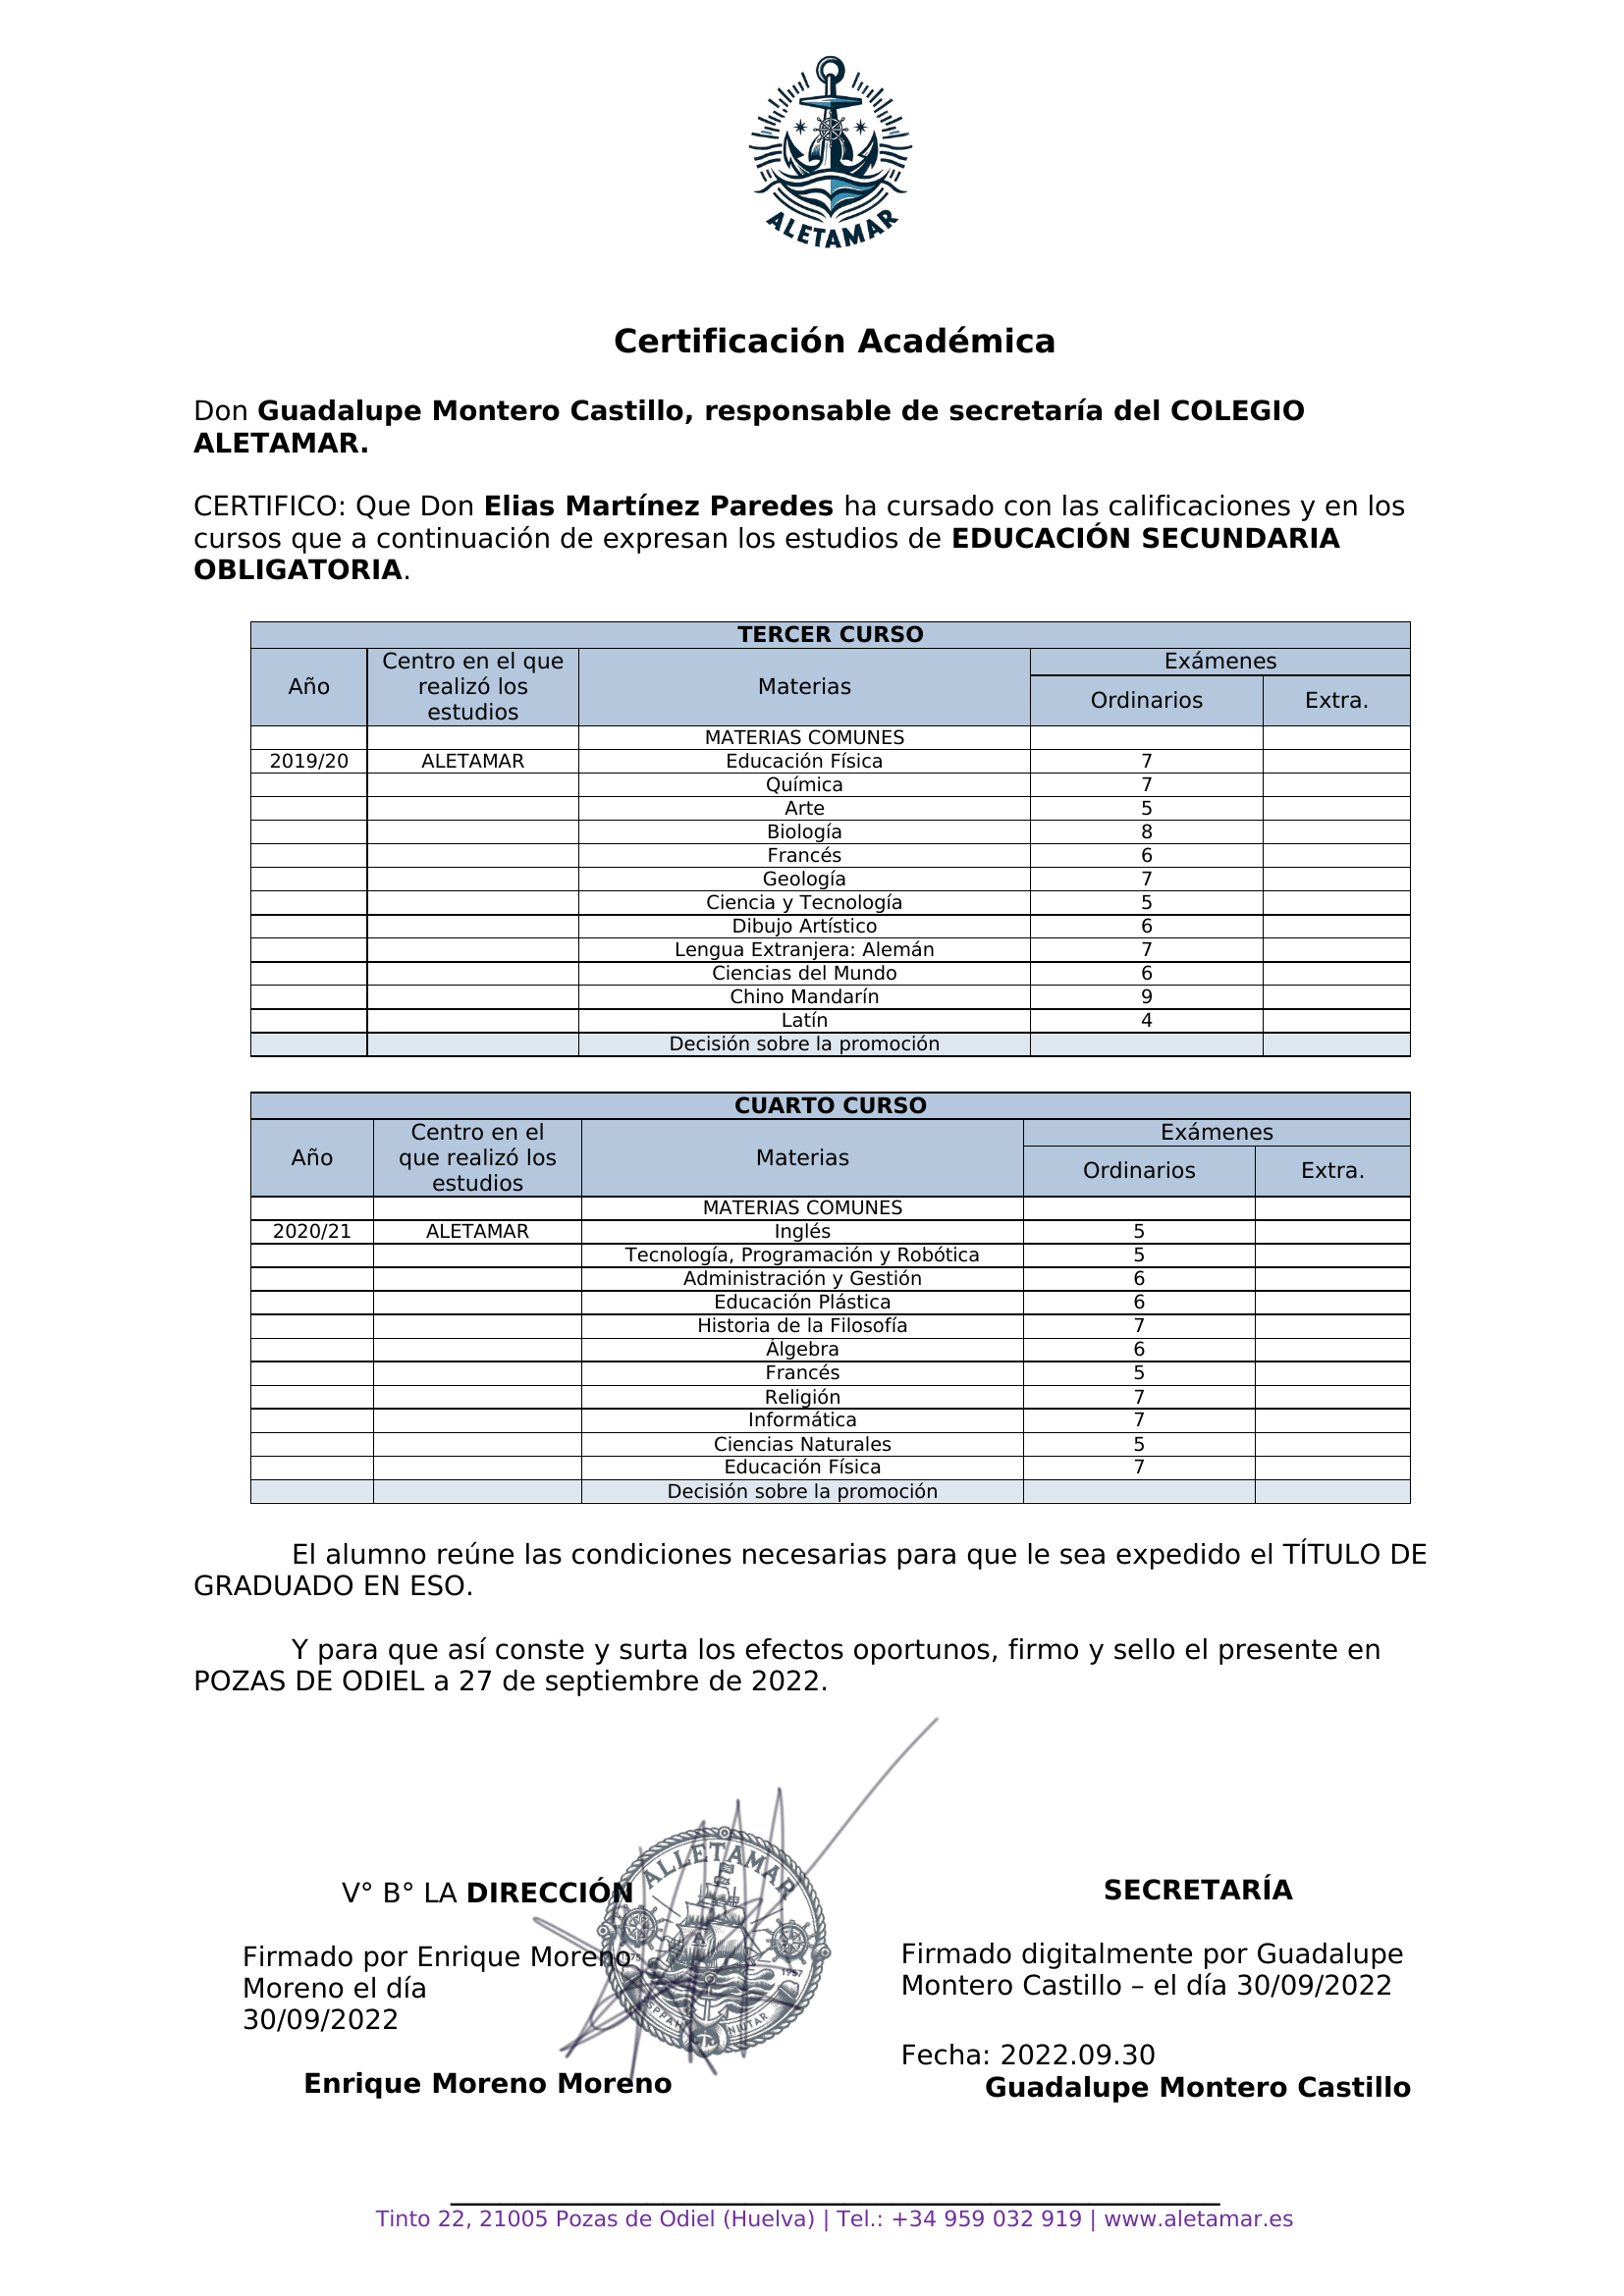 ALETAMAR
Certificación Académica
Don Guadalupe Montero Castillo, responsable de secretaría del COLEGIO
ALETAMAR.
CERTIFICO: Que Don Elias Martínez Paredes ha cursado con las calificaciones y en los
cursos que a continuación de expresan los estudios de EDUCACIÓN SECUNDARIA
OBLIGATORIA.
TERCER CURSO
Año Centro en el que realizó los estudios Materias Exámenes
Ordinarios Extra.
MATERIAS COMUNES
2019/20 ALETAMAR Educación Física 7
Química 7
Arte 5
Biología 8
Francés 6
Geología 7
Ciencia y Tecnología 5
Dibujo Artístico 6
Lengua Extranjera: Alemán 7
Ciencias del Mundo 6
Chino Mandarín 9
Latín 4
Decisión sobre la promoción
CUARTO CURSO
Año Centro en el que realizó los estudios Materias Exámenes
Ordinarios Extra.
MATERIAS COMUNES
2020/21 ALETAMAR Inglés 5
Tecnología, Programación y Robótica 5
Administración y Gestión 6
Educación Plástica 6
Historia de la Filosofía 7
Álgebra 6
Francés 5
Religión 7
Informática 7
Ciencias Naturales 5
Educación Física 7
Decisión sobre la promoción
El alumno reúne las condiciones necesarias para que le sea expedido el TÍTULO DE
GRADUADO EN ESO.
Y para que así conste y surta los efectos oportunos, firmo y sello el presente en
POZAS DE ODIEL a 27 de septiembre de 2022.
V° B° LA DIRECCIÓN
Firmado por Enrique Moreno
Moreno el día
30/09/2022
Enrique Moreno Moreno
ALLETAMAR
1957
SECRETARÍA
Firmado digitalmente por Guadalupe
Montero Castillo – el día 30/09/2022
Fecha: 2022.09.30
Guadalupe Montero Castillo
Tinto 22, 21005 Pozas de Odiel (Huelva) | Tel.: +34 959 032 919 | www.aletamar.es